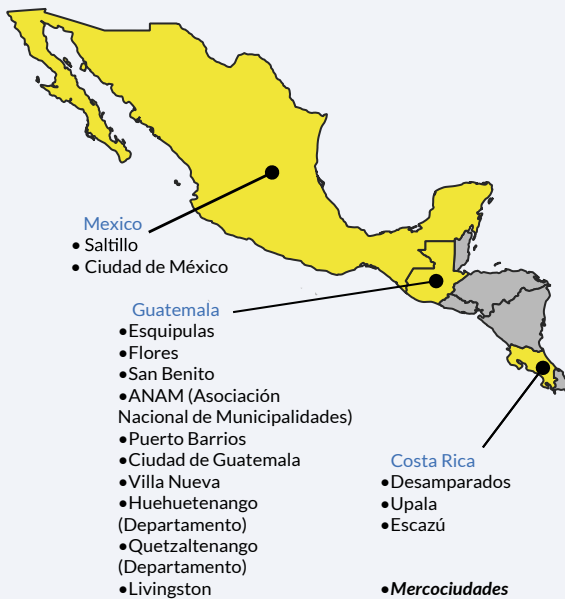 Mexico
• Saltillo
• Ciudad de México
Guatemala
•Esquipulas
•Flores
•San Benito
•ANAM (Asociación
Nacional de Municipalidades)
•Puerto Barrios
•Ciudad de Guatemala
•Villa Nueva
•Huehuetenango
(Departamento)
•Quetzaltenango
(Departamento)
•Livingston
Costa Rica
•Desamparados
•Upala
•Escazú
•Mercociudades